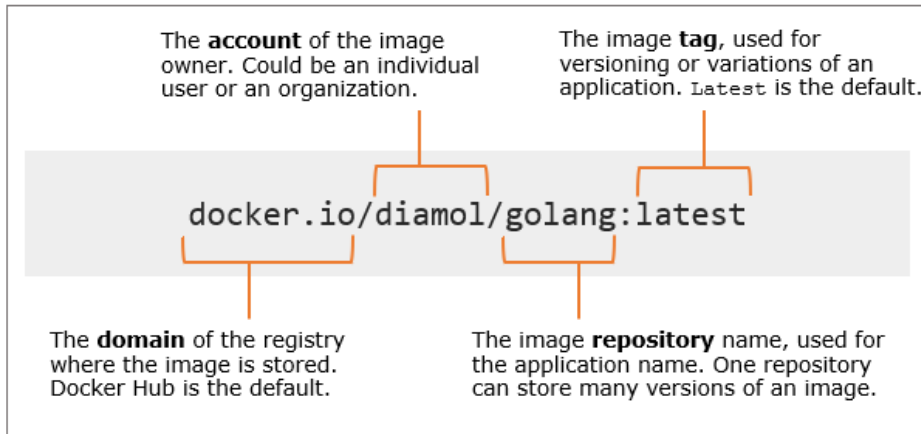 The account of the image
owner. Could be an individual
user or an organization.
The image tag, used for
versioning or variations of an
application. Latest is the default.
docker.io/diamol/golang:latest
The domain of the registry
where the image is stored.
Docker Hub is the default.
The image repository name, used for
the application name. One repository
can store many versions of an image.